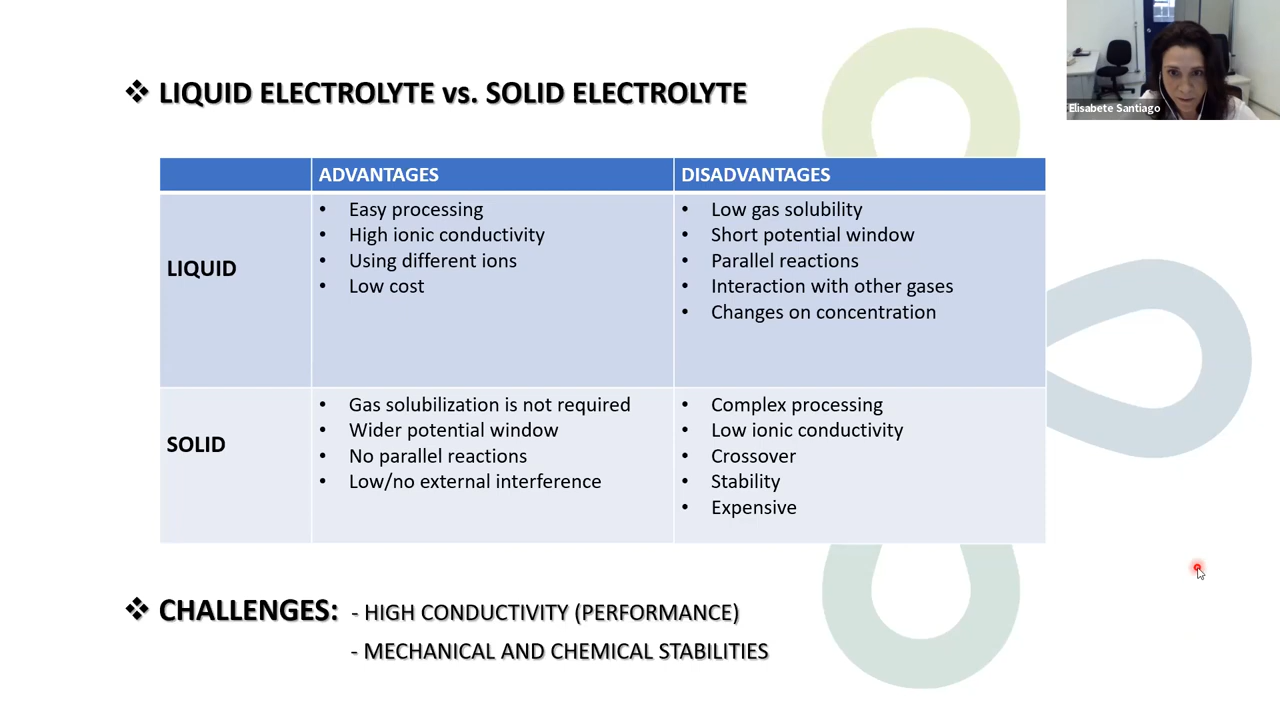 Elisabete Santiago
❖ LIQUID ELECTROLYTE vs. SOLID ELECTROLYTE
ADVANTAGES
DISADVANTAGES
LIQUID
• Easy processing
• High ionic conductivity
• Using different ions
• Low cost
• Low gas solubility
• Short potential window
• Parallel reactions
• Interaction with other gases
• Changes on concentration
SOLID
• Gas solubilization is not required
• Wider potential window
• No parallel reactions
• Low/no external interference
• Complex processing
• Low ionic conductivity
• Crossover
• Stability
• Expensive
❖ CHALLENGES: - HIGH CONDUCTIVITY (PERFORMANCE)
- MECHANICAL AND CHEMICAL STABILITIES